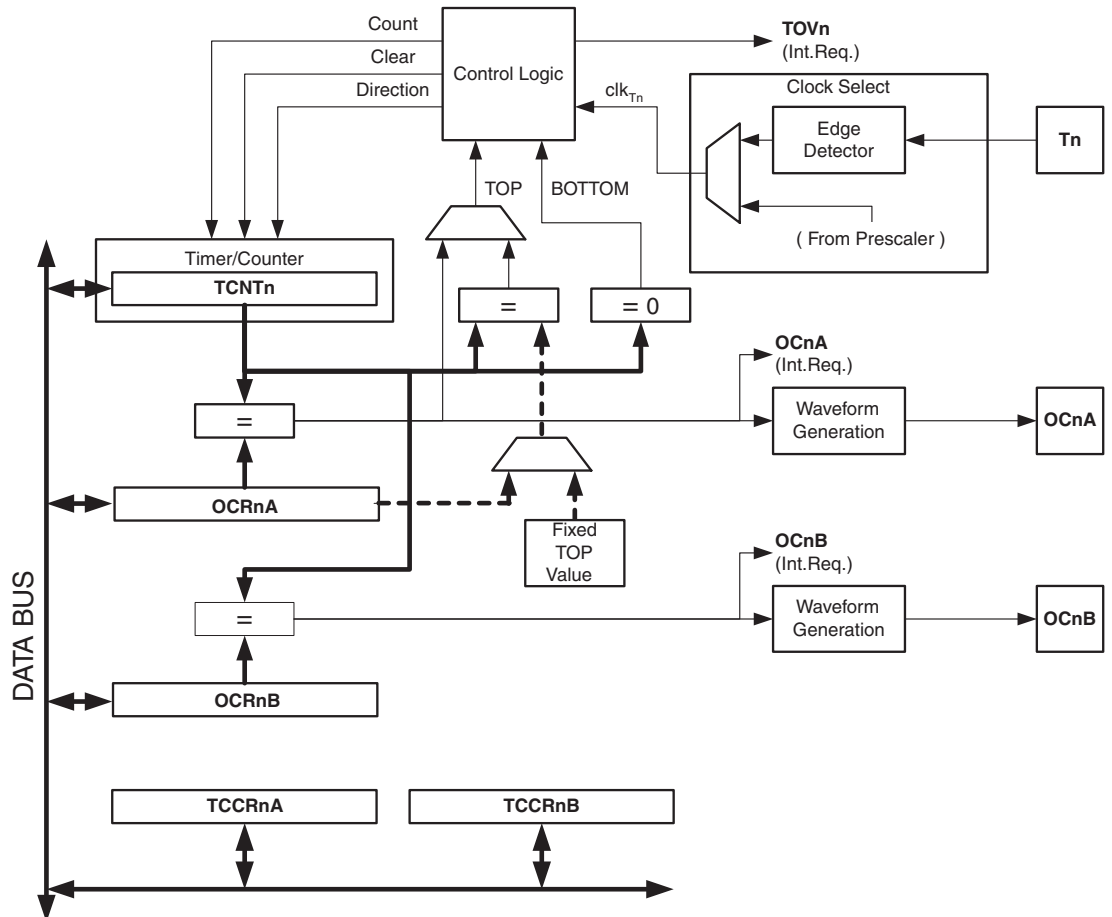 Count
TOVn
(Int.Req.)
Clear
Control Logic
Clock Select
Direction
clkTn
Edge
Detector
Tn
TOP
BOTTOM
( From Prescaler )
Timer/Counter
TCNTn
=
= 0
OCnA
(Int.Req.)
=
Waveform
Generation
OCnA
OCRnA
Fixed
TOP
Value
OCnB
(Int.Req.)
=
Waveform
Generation
OCnB
DATA BUS
OCRnB
TCCRnA
TCCRnB